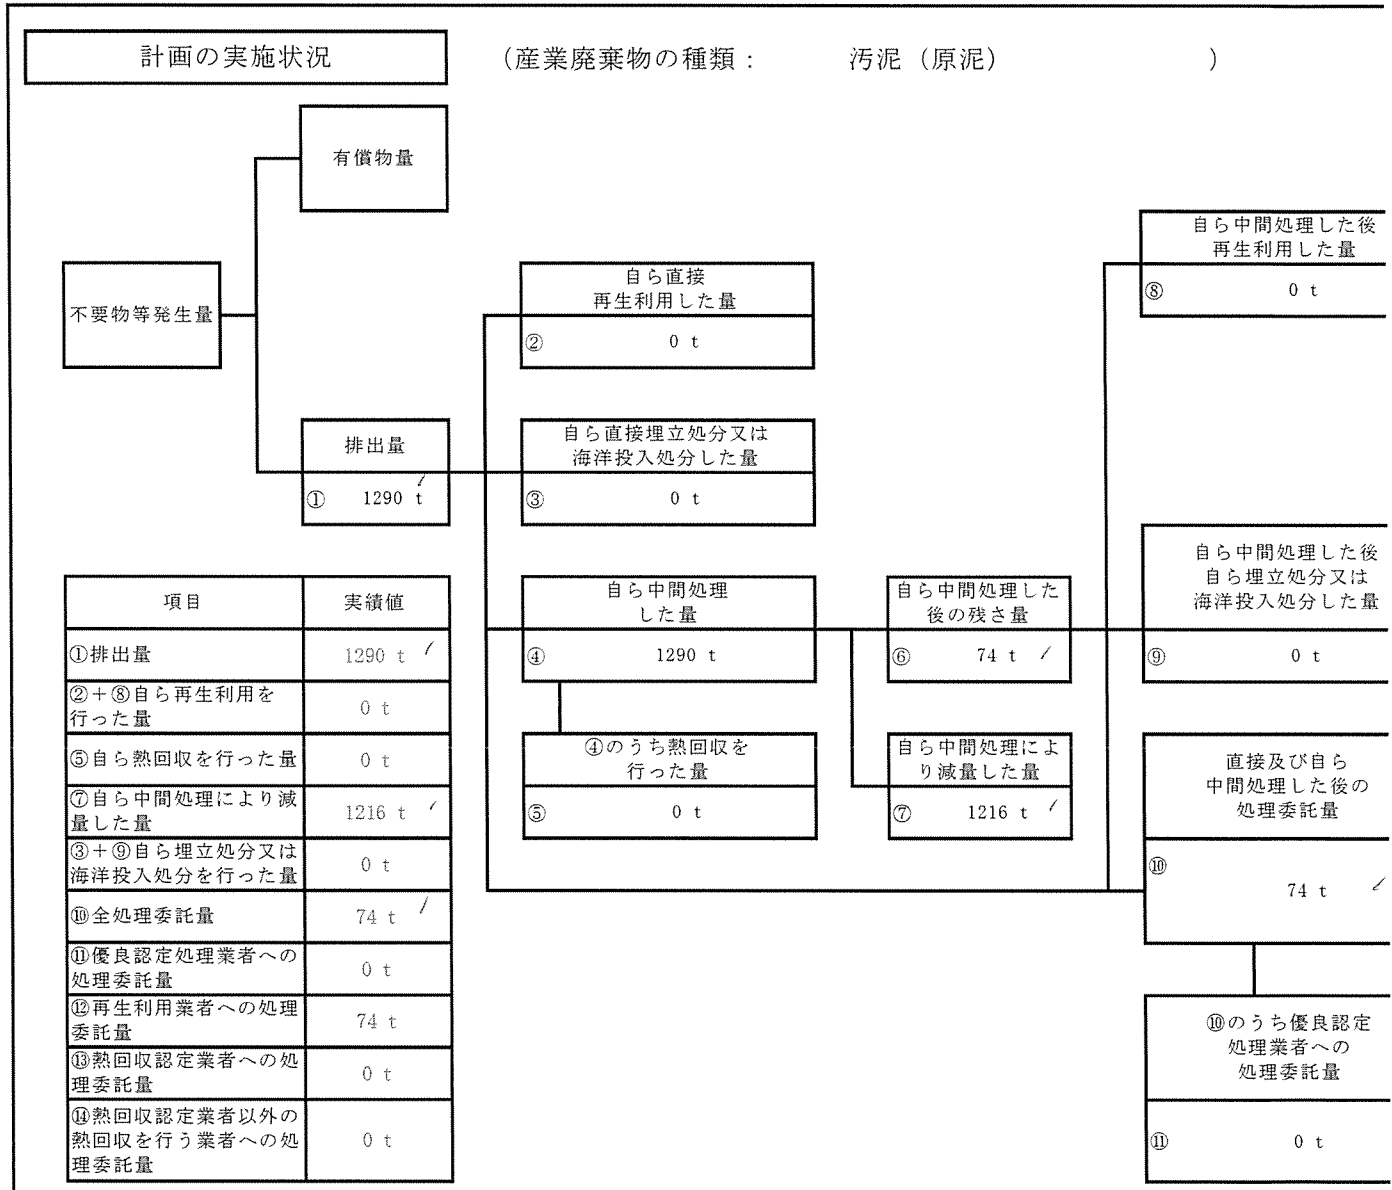 計画の実施状況 (産業廃棄物の種類: 汚泥(原泥) )
有償物量
不要物等発生量
排出量
① 1290 t
自ら直接
再生利用した量
② 0 t
自ら直接埋立処分又は
海洋投入処分した量
③ 0 t
自ら中間処理
した量
④ 1290 t
④のうち熱回収を
行った量
⑤ 0 t
自ら中間処理した
後の残さ量
⑥ 74 t
自ら中間処理によ
り減量した量
⑦ 1216 t
自ら中間処理した後
再生利用した量
⑧ 0 t
自ら中間処理した後
自ら埋立処分又は
海洋投入処分した量
⑨ 0 t
直接及び自ら
中間処理した後の
処理委託量
⑩
74 t
⑩のうち優良認定
処理業者への
処理委託量
⑪ 0 t
項目 実績値
①排出量 1290 t
②+⑧自ら再生利用を
行った量 0 t
⑤自ら熱回収を行った量 0 t
⑦自ら中間処理により減
量した量 1216 t
③+⑨自ら埋立処分又は
海洋投入処分を行った量 0 t
⑩全処理委託量 74 t
⑪優良認定処理業者への
処理委託量 0 t
⑫再生利用業者への処理
委託量 74 t
⑬熱回収認定業者への処
理委託量 0 t
⑭熱回収認定業者以外の
熱回収を行う業者への処
理委託量 0 t